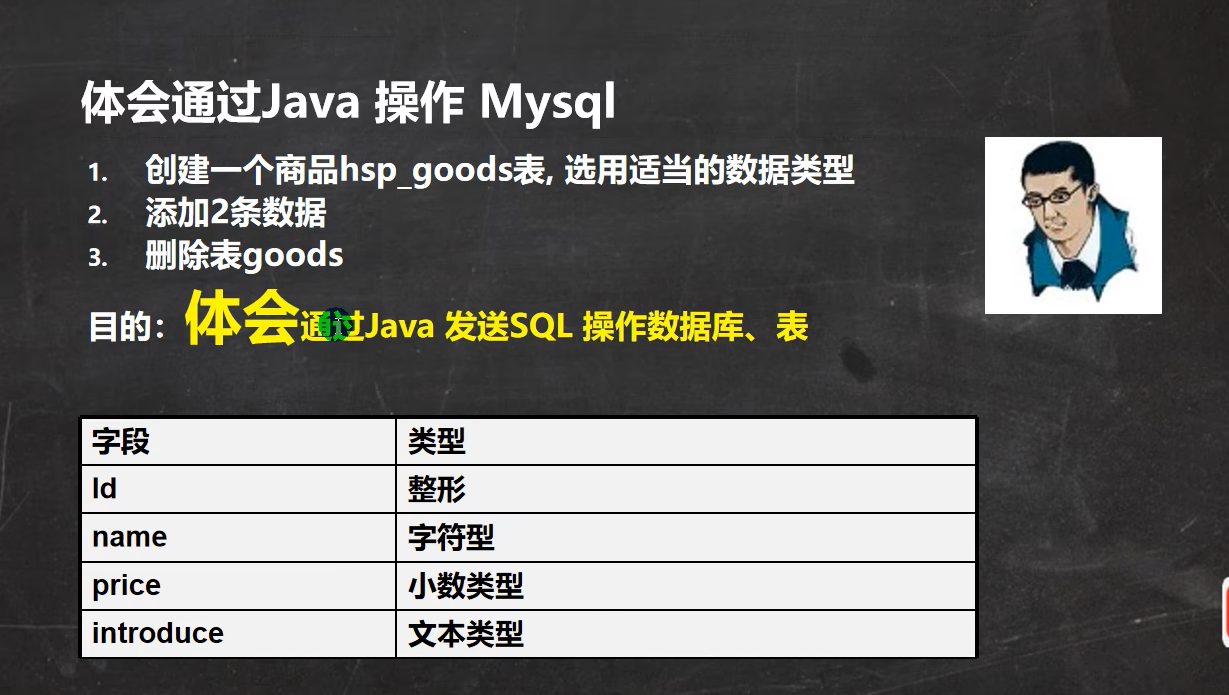 体会通过Java 操作 Mysql
1. 创建一个商品hsp_goods表, 选用适当的数据类型
2. 添加2条数据
3. 删除表goods
目的：体会通过Java 发送SQL 操作数据库、表
字段 类型
Id 整形
name 字符型
price 小数类型
introduce 文本类型